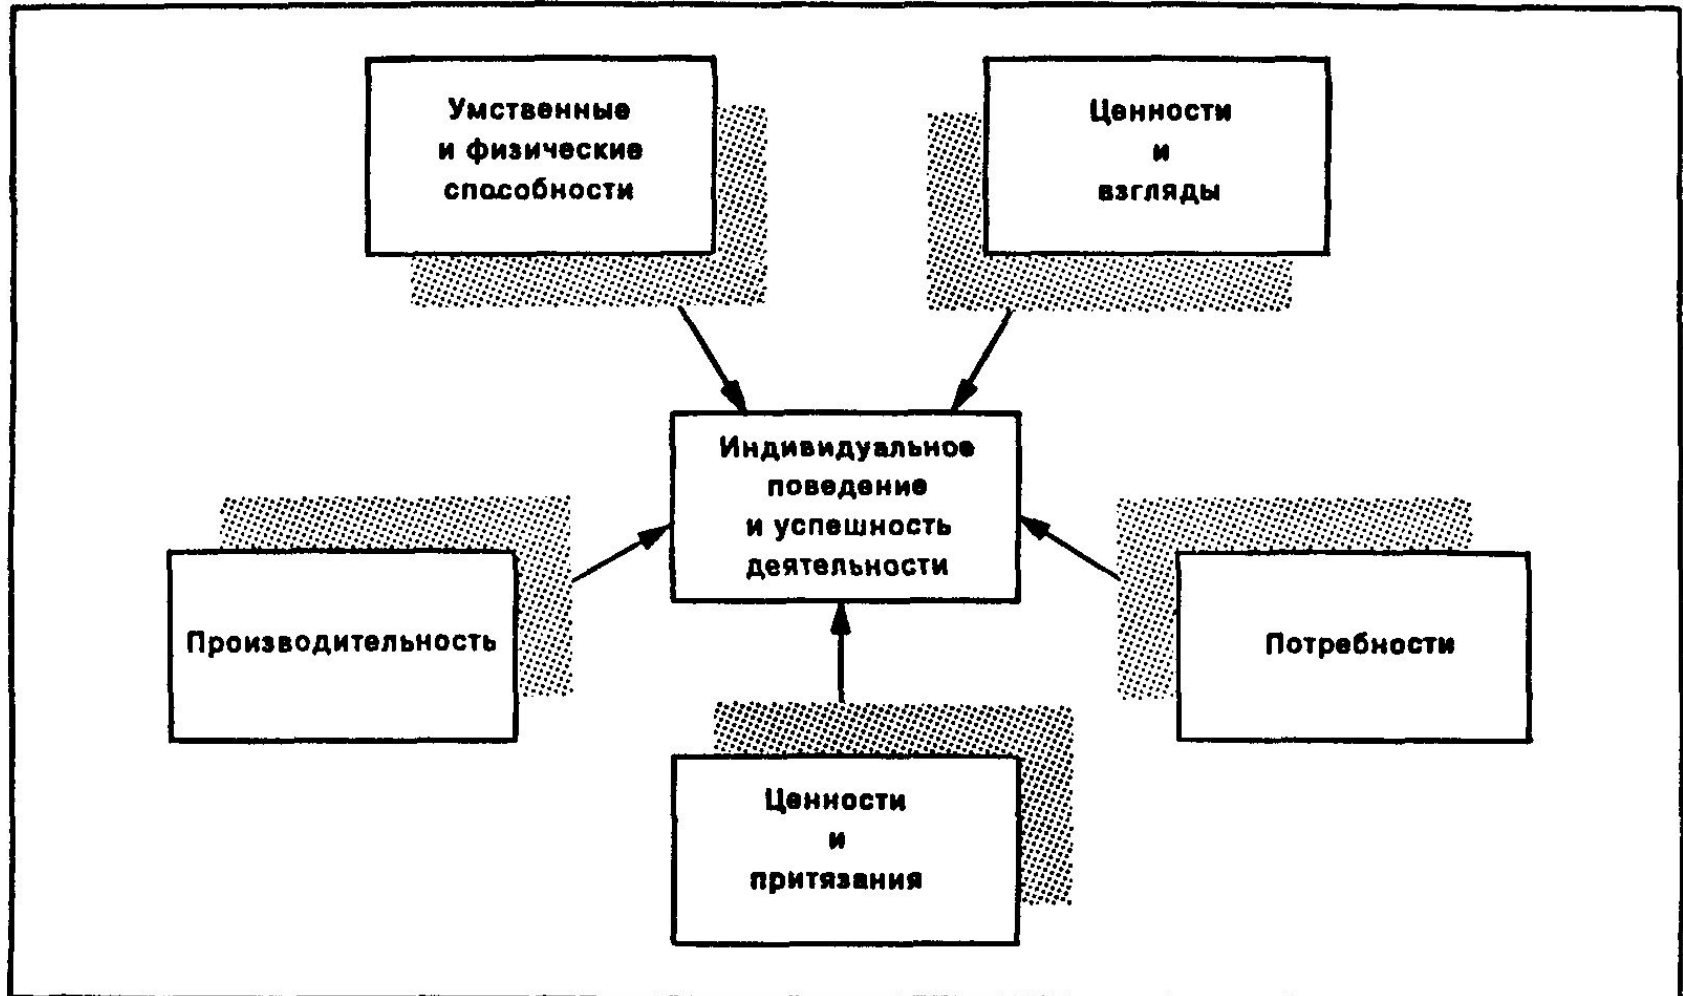 Умственные
и физические
способности
Ценности
и
взгляды
Индивидуальное
поведение
и успешность
деятельности
Производительность
Потребности
Ценности
и
притязания